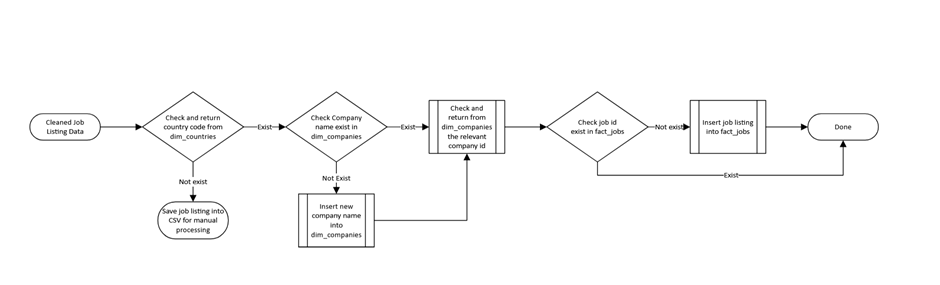 Cleaned Job
Listing Data
Check and return
country code from
dim_countries
Exist
Check Company
name exist in
dim_companies
Exist
Check and
return from
dim_companies
the relevant
company id
Check job id
exist in fact_jobs
Not exist
Insert job listing
into fact_jobs
Done
Exist
Not exist
Save job listing into
CSV for manual
processing
Not Exist
Insert new
company name
into
dim_companies